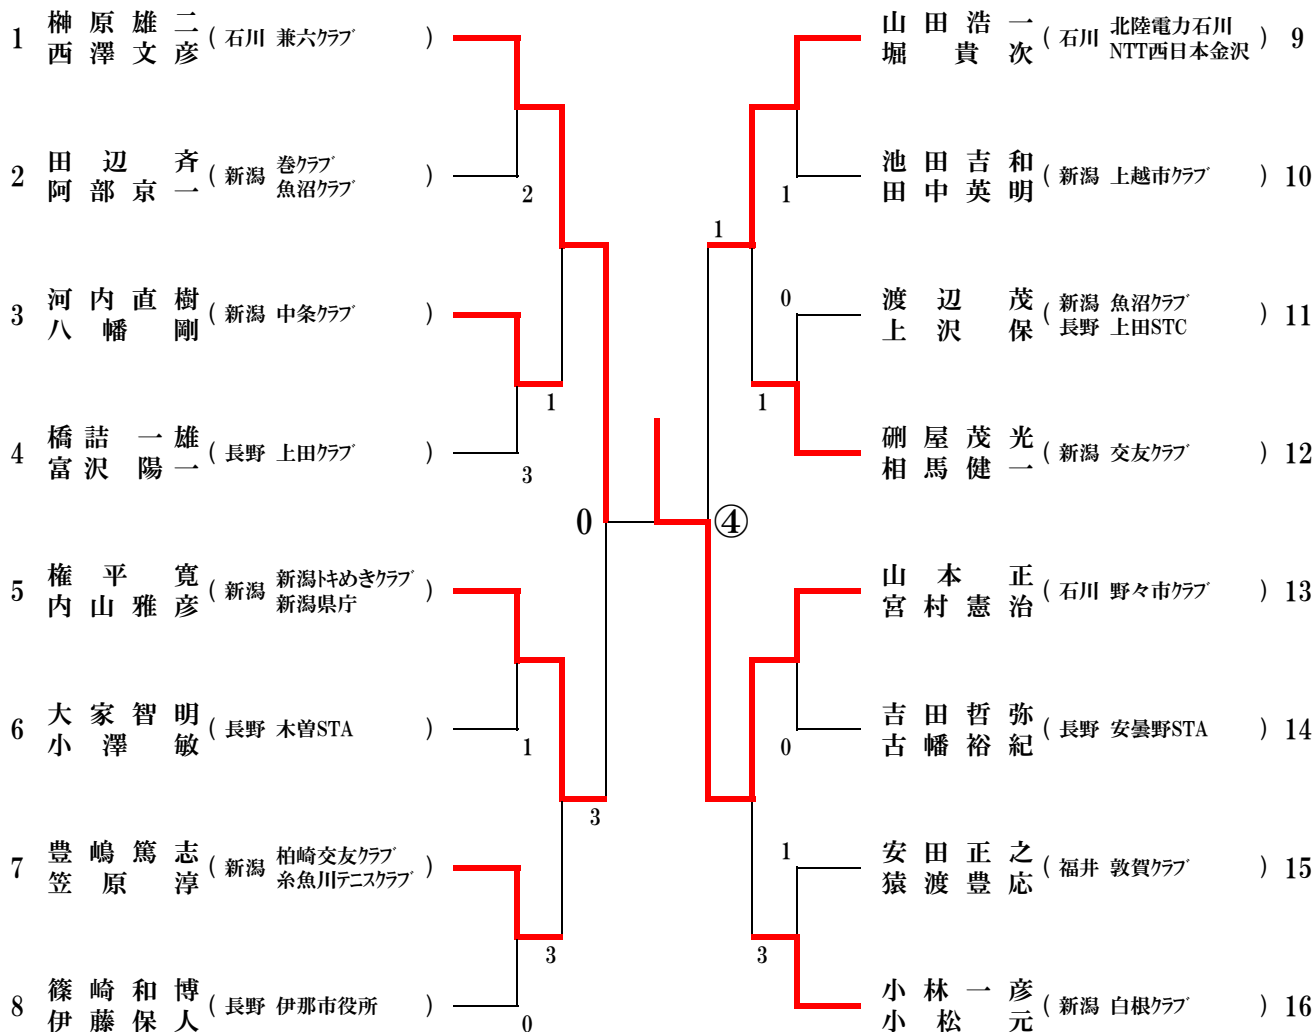 1 榊原雄二 西澤文彦 ( 石川 兼六クラブ )
2
2 田辺斉 阿部京一 ( 新潟 巻クラブ 魚沼クラブ )
3 河内直樹 八幡剛 ( 新潟 中条クラブ )
1
4 橋詰一雄 富沢陽一 ( 長野 上田クラブ )
3
0
5 権平寛 内山雅彦 ( 新潟 新潟トキめきクラブ 新潟県庁 )
6 大家智明 小澤敏 ( 長野 木曽STA )
1
3
7 豊嶋篤志 笠原淳 ( 新潟 柏崎交友クラブ 糸魚川テニスクラブ )
3
8 篠崎和博 伊藤保人 ( 長野 伊那市役所 )
0
山田浩一 堀貴次 ( 石川 北陸電力石川 NTT西日本金沢 ) 9
池田吉和 田中英明 ( 新潟 上越市クラブ ) 10
1
1
0
渡辺茂 上沢保 ( 新潟 魚沼クラブ 長野 上田STC ) 11
1
硎屋茂光 相馬健一 ( 新潟 交友クラブ ) 12
④
山本正 宮村憲治 ( 石川 野々市クラブ ) 13
吉田哲弥 古幡裕紀 ( 長野 安曇野STA ) 14
0
1
安田正之 猿渡豊応 ( 福井 敦賀クラブ ) 15
3
小林一彦 小松元 ( 新潟 白根クラブ ) 16